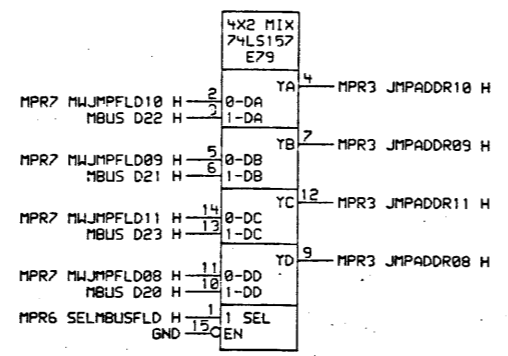 4X2 MIX
74LS157
E79
YA 4 MPR3 JMPADDR10 H
MPR7 MWJMPFLD10 H 2 0-DA
MBUS D22 H 3 1-DA
YB 7 MPR3 JMPADDR09 H
MPR7 MWJMPFLD09 H 5 0-DB
MBUS D21 H 6 1-DB
YC 12 MPR3 JMPADDR11 H
MPR7 MWJMPFLD11 H 14 0-DC
MBUS D23 H 13 1-DC
YD 9 MPR3 JMPADDR08 H
MPR7 MWJMPFLD08 H 11 0-DD
MBUS D20 H 10 1-DD
MPR6 SELMBUSFLD H 1 1 SEL
GND 15 EN